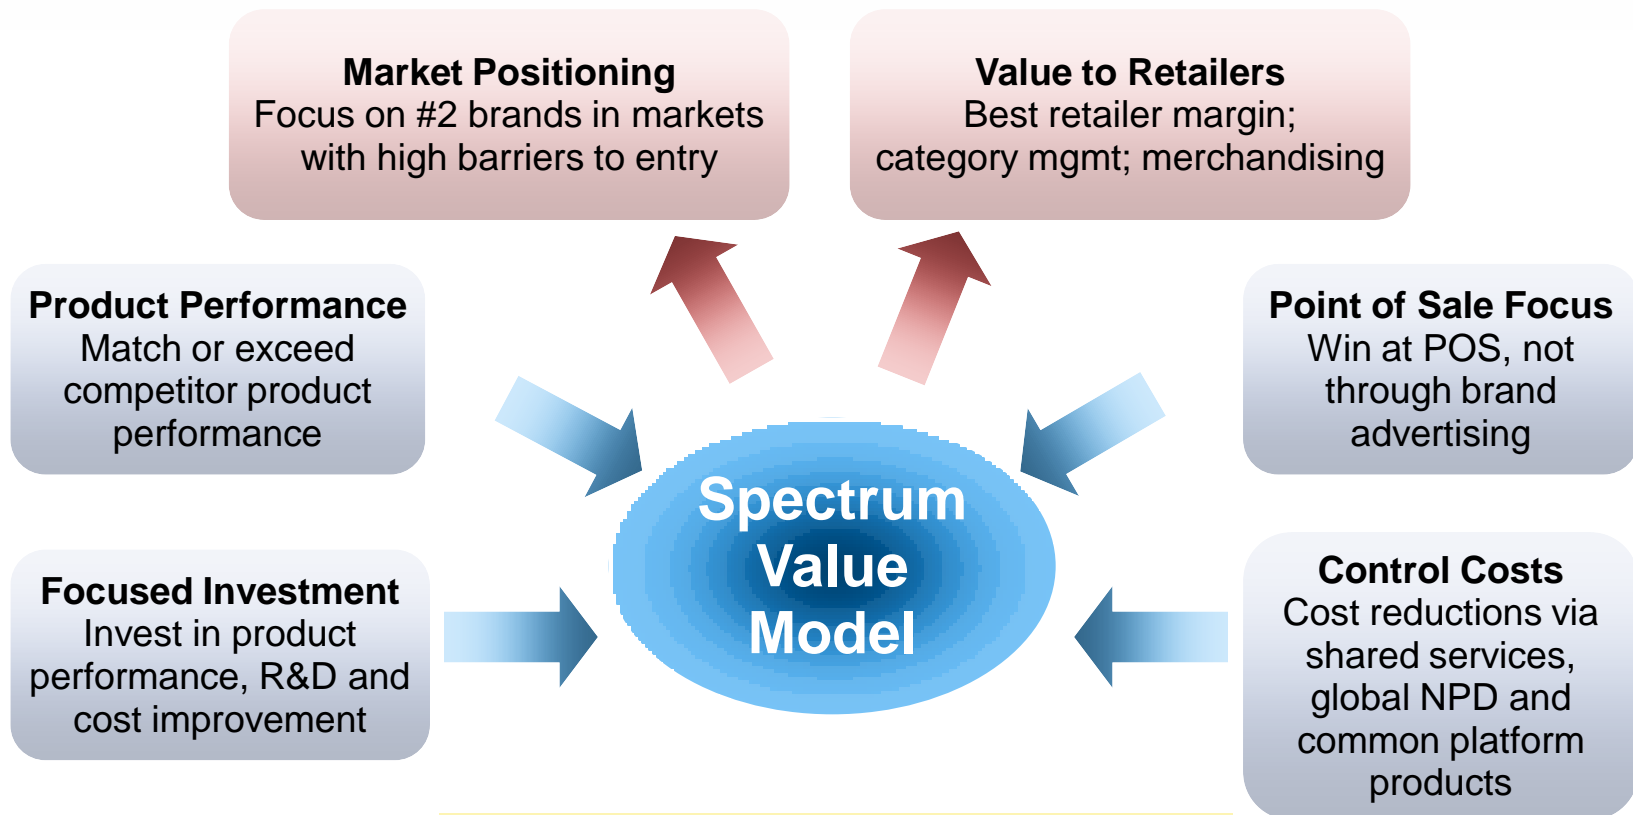 Market Positioning
Focus on #2 brands in markets
with high barriers to entry
Value to Retailers
Best retailer margin;
category mgmt; merchandising
Product Performance
Match or exceed
competitor product
performance
Point of Sale Focus
Win at POS, not
through brand
advertising
Spectrum
Value
Model
Focused Investment
Invest in product
performance, R&D and
cost improvement
Control Costs
Cost reductions via
shared services,
global NPD and
common platform
products